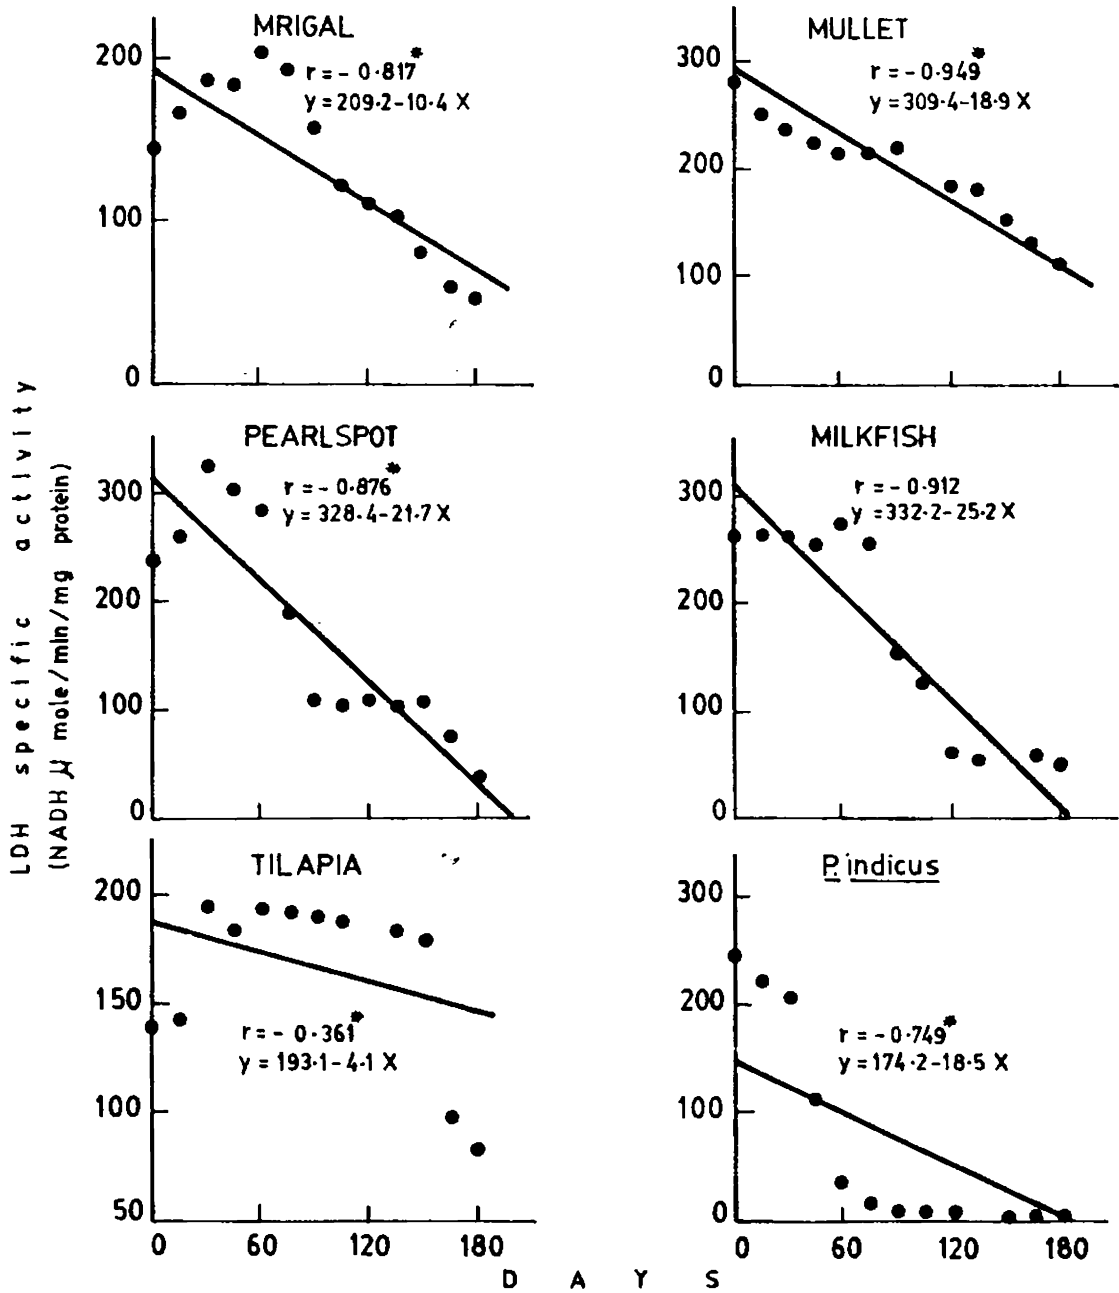 MRIGAL
r = - 0·817*
y = 209·2-10·4 X
200
100
0
MULLET
r = -0·949*
y = 309·4-18·9 X
300
200
100
0
PEARLSPOT
r = - 0·876*
y = 328·4-21·7 X
300
200
100
0
MILKFISH
r = -0·912
y = 332·2-25·2 X
300
200
100
0
TILAPIA
r = - 0·361*
y = 193·1-4·1 X
200
150
100
50
0 60 120 180
P. indicus
r = -0·749*
y = 174·2-18·5 X
300
200
100
0
0 60 120 180
LDH specific activity
(NADH μ mole/min/mg protein)
DAYS